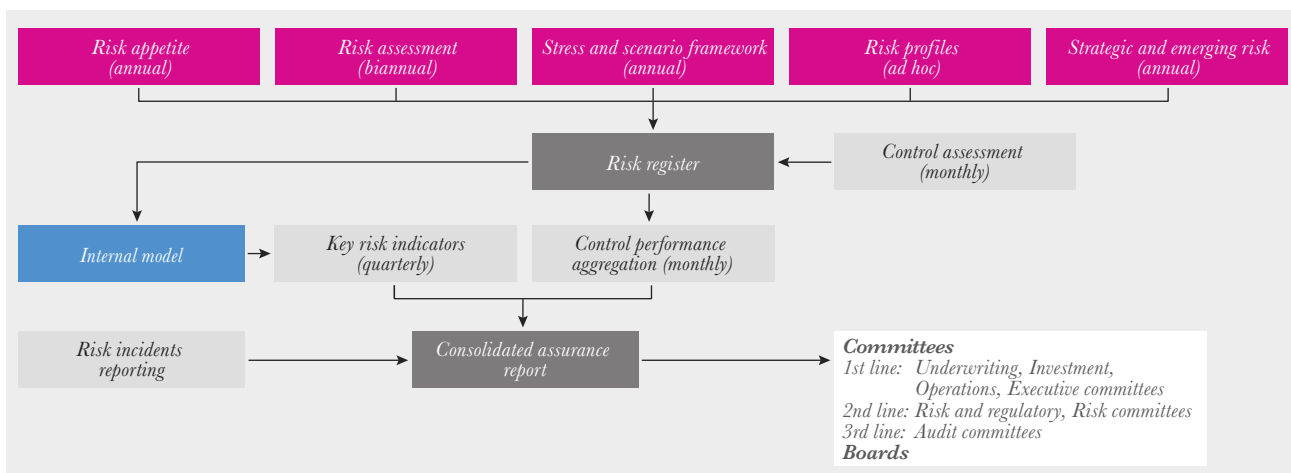 Risk appetite
(annual)
Risk assessment
(biannual)
Stress and scenario framework
(annual)
Risk profiles
(ad hoc)
Strategic and emerging risk
(annual)
Risk register
Control assessment
(monthly)
Internal model
Key risk indicators
(quarterly)
Control performance
aggregation (monthly)
Risk incidents
reporting
Consolidated assurance
report
Committees
1st line: Underwriting, Investment,
Operations, Executive committees
2nd line: Risk and regulatory, Risk committees
3rd line: Audit committees
Boards